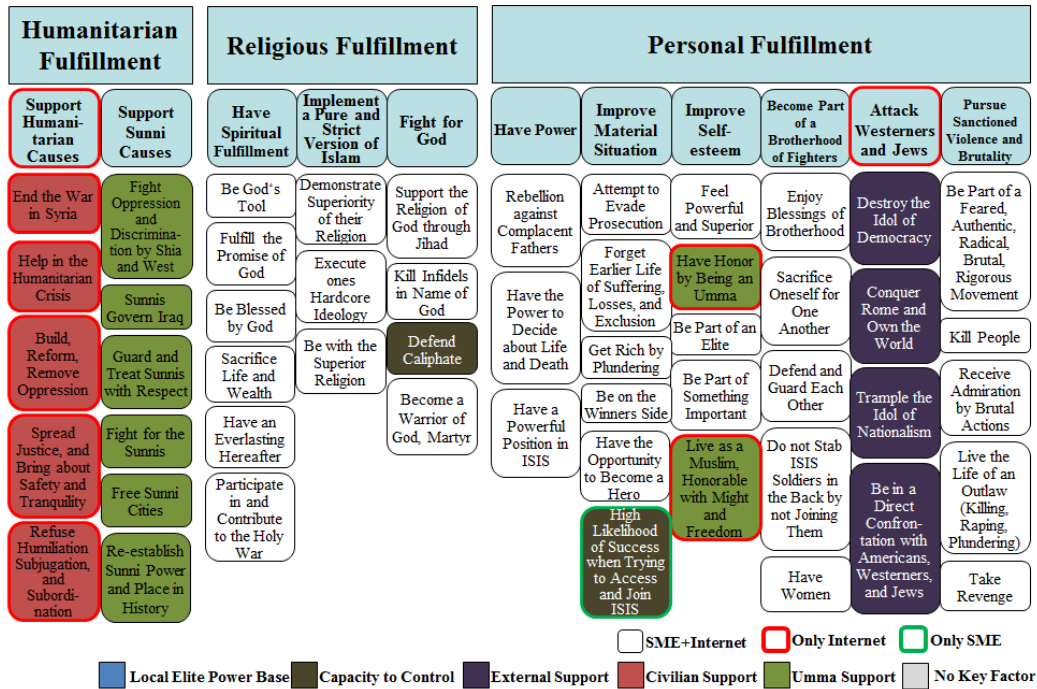 Humanitarian
Fulfillment
Religious Fulfillment
Personal Fulfillment
Support
Humani-
tarian
Causes
Support
Sunni
Causes
Have
Spiritual
Fulfillment
Implement
a Pure and
Strict
Version of
Islam
Fight for
God
Have Power
Improve
Material
Situation
Improve
Self-
esteem
Become Part
of a
Brotherhood
of Fighters
Attack
Westerners
and Jews
Pursue
Sanctioned
Violence and
Brutality
End the War
in Syria
Help in the
Humanitarian
Crisis
Build,
Reform,
Remove
Oppression
Spread
Justice, and
Bring about
Safety and
Tranquility
Refuse
Humiliation
Subjugation,
and
Subordi-
nation
Fight
Oppression
and
Discrimina-
tion by Shia
and West
Sunnis
Govern Iraq
Guard and
Treat Sunnis
with Respect
Fight for the
Sunnis
Free Sunni
Cities
Re-establish
Sunni Power
and Place in
History
Be God‘s
Tool
Fulfill the
Promise of
God
Be Blessed
by God
Sacrifice
Life and
Wealth
Have an
Everlasting
Hereafter
Participate
in and
Contribute
to the Holy
War
Demonstrate
Superiority
of their
Religion
Execute
ones
Hardcore
Ideology
Be with the
Superior
Religion
Support the
Religion of
God through
Jihad
Kill Infidels
in Name of
God
Defend
Caliphate
Become a
Warrior of
God, Martyr
Rebellion
against
Complacent
Fathers
Have the
Power to
Decide
about Life
and Death
Have a
Powerful
Position in
ISIS
Attempt to
Evade
Prosecution
Forget
Earlier Life
of Suffering,
Losses, and
Exclusion
Get Rich by
Plundering
Be on the
Winners Side
Have the
Opportunity
to Become a
Hero
High
Likelihood
of Success
when Trying
to Access
and Join
ISIS
Feel
Powerful
and Superior
Have Honor
by Being an
Umma
Be Part of an
Elite
Be Part of
Something
Important
Live as a
Muslim,
Honorable
with Might
and
Freedom
Enjoy
Blessings of
Brotherhood
Sacrifice
Oneself for
One
Another
Defend and
Guard Each
Other
Do not Stab
ISIS
Soldiers in
the Back by
not Joining
Them
Have
Women
Destroy the
Idol of
Democracy
Conquer
Rome and
Own the
World
Trample the
Idol of
Nationalism
Be in a
Direct
Confron-
tation with
Americans,
Westerners,
and Jews
Be Part of a
Feared,
Authentic,
Radical,
Brutal,
Rigorous
Movement
Kill People
Receive
Admiration
by Brutal
Actions
Live the
Life of an
Outlaw
(Killing,
Raping,
Plundering)
Take
Revenge
SME+Internet
Only Internet
Only SME
Local Elite Power Base
Capacity to Control
External Support
Civilian Support
Umma Support
No Key Factor